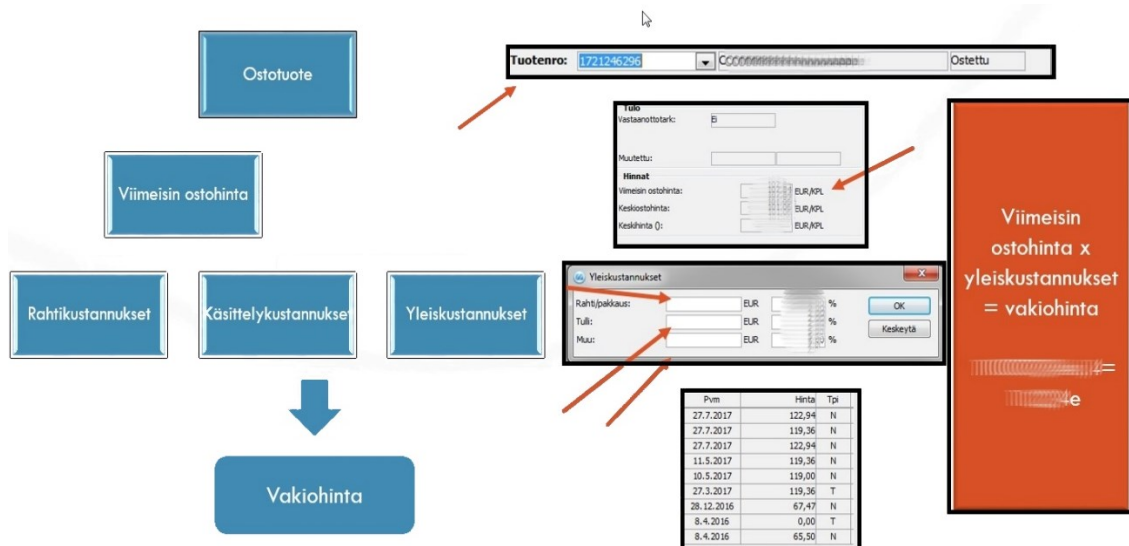 Ostotuote
Viimeisin ostohinta
Rahtikustannukset
Käsittelykustannukset
Yleiskustannukset
Vakiohinta
Tuotenro: 1721246296 Ostettu
Tulo
Vastaanottotark: Ei
Muutettu:
Hinnat
Viimeisin ostohinta: EUR/KPL
Keskiostohinta: EUR/KPL
Keskihinta (): EUR/KPL
Yleiskustannukset
Rahti/pakkaus: EUR % OK
Tulli: EUR % Keskeytä
Muu: EUR %
Pvm Hinta Tpi
27.7.2017 122,94 N
27.7.2017 119,36 N
27.7.2017 122,94 N
11.5.2017 119,36 N
10.5.2017 119,00 N
27.3.2017 119,36 T
28.12.2016 67,47 N
8.4.2016 0,00 T
8.4.2016 65,50 N
Viimeisin
ostohinta x
yleiskustannukset
= vakiohinta
=
e